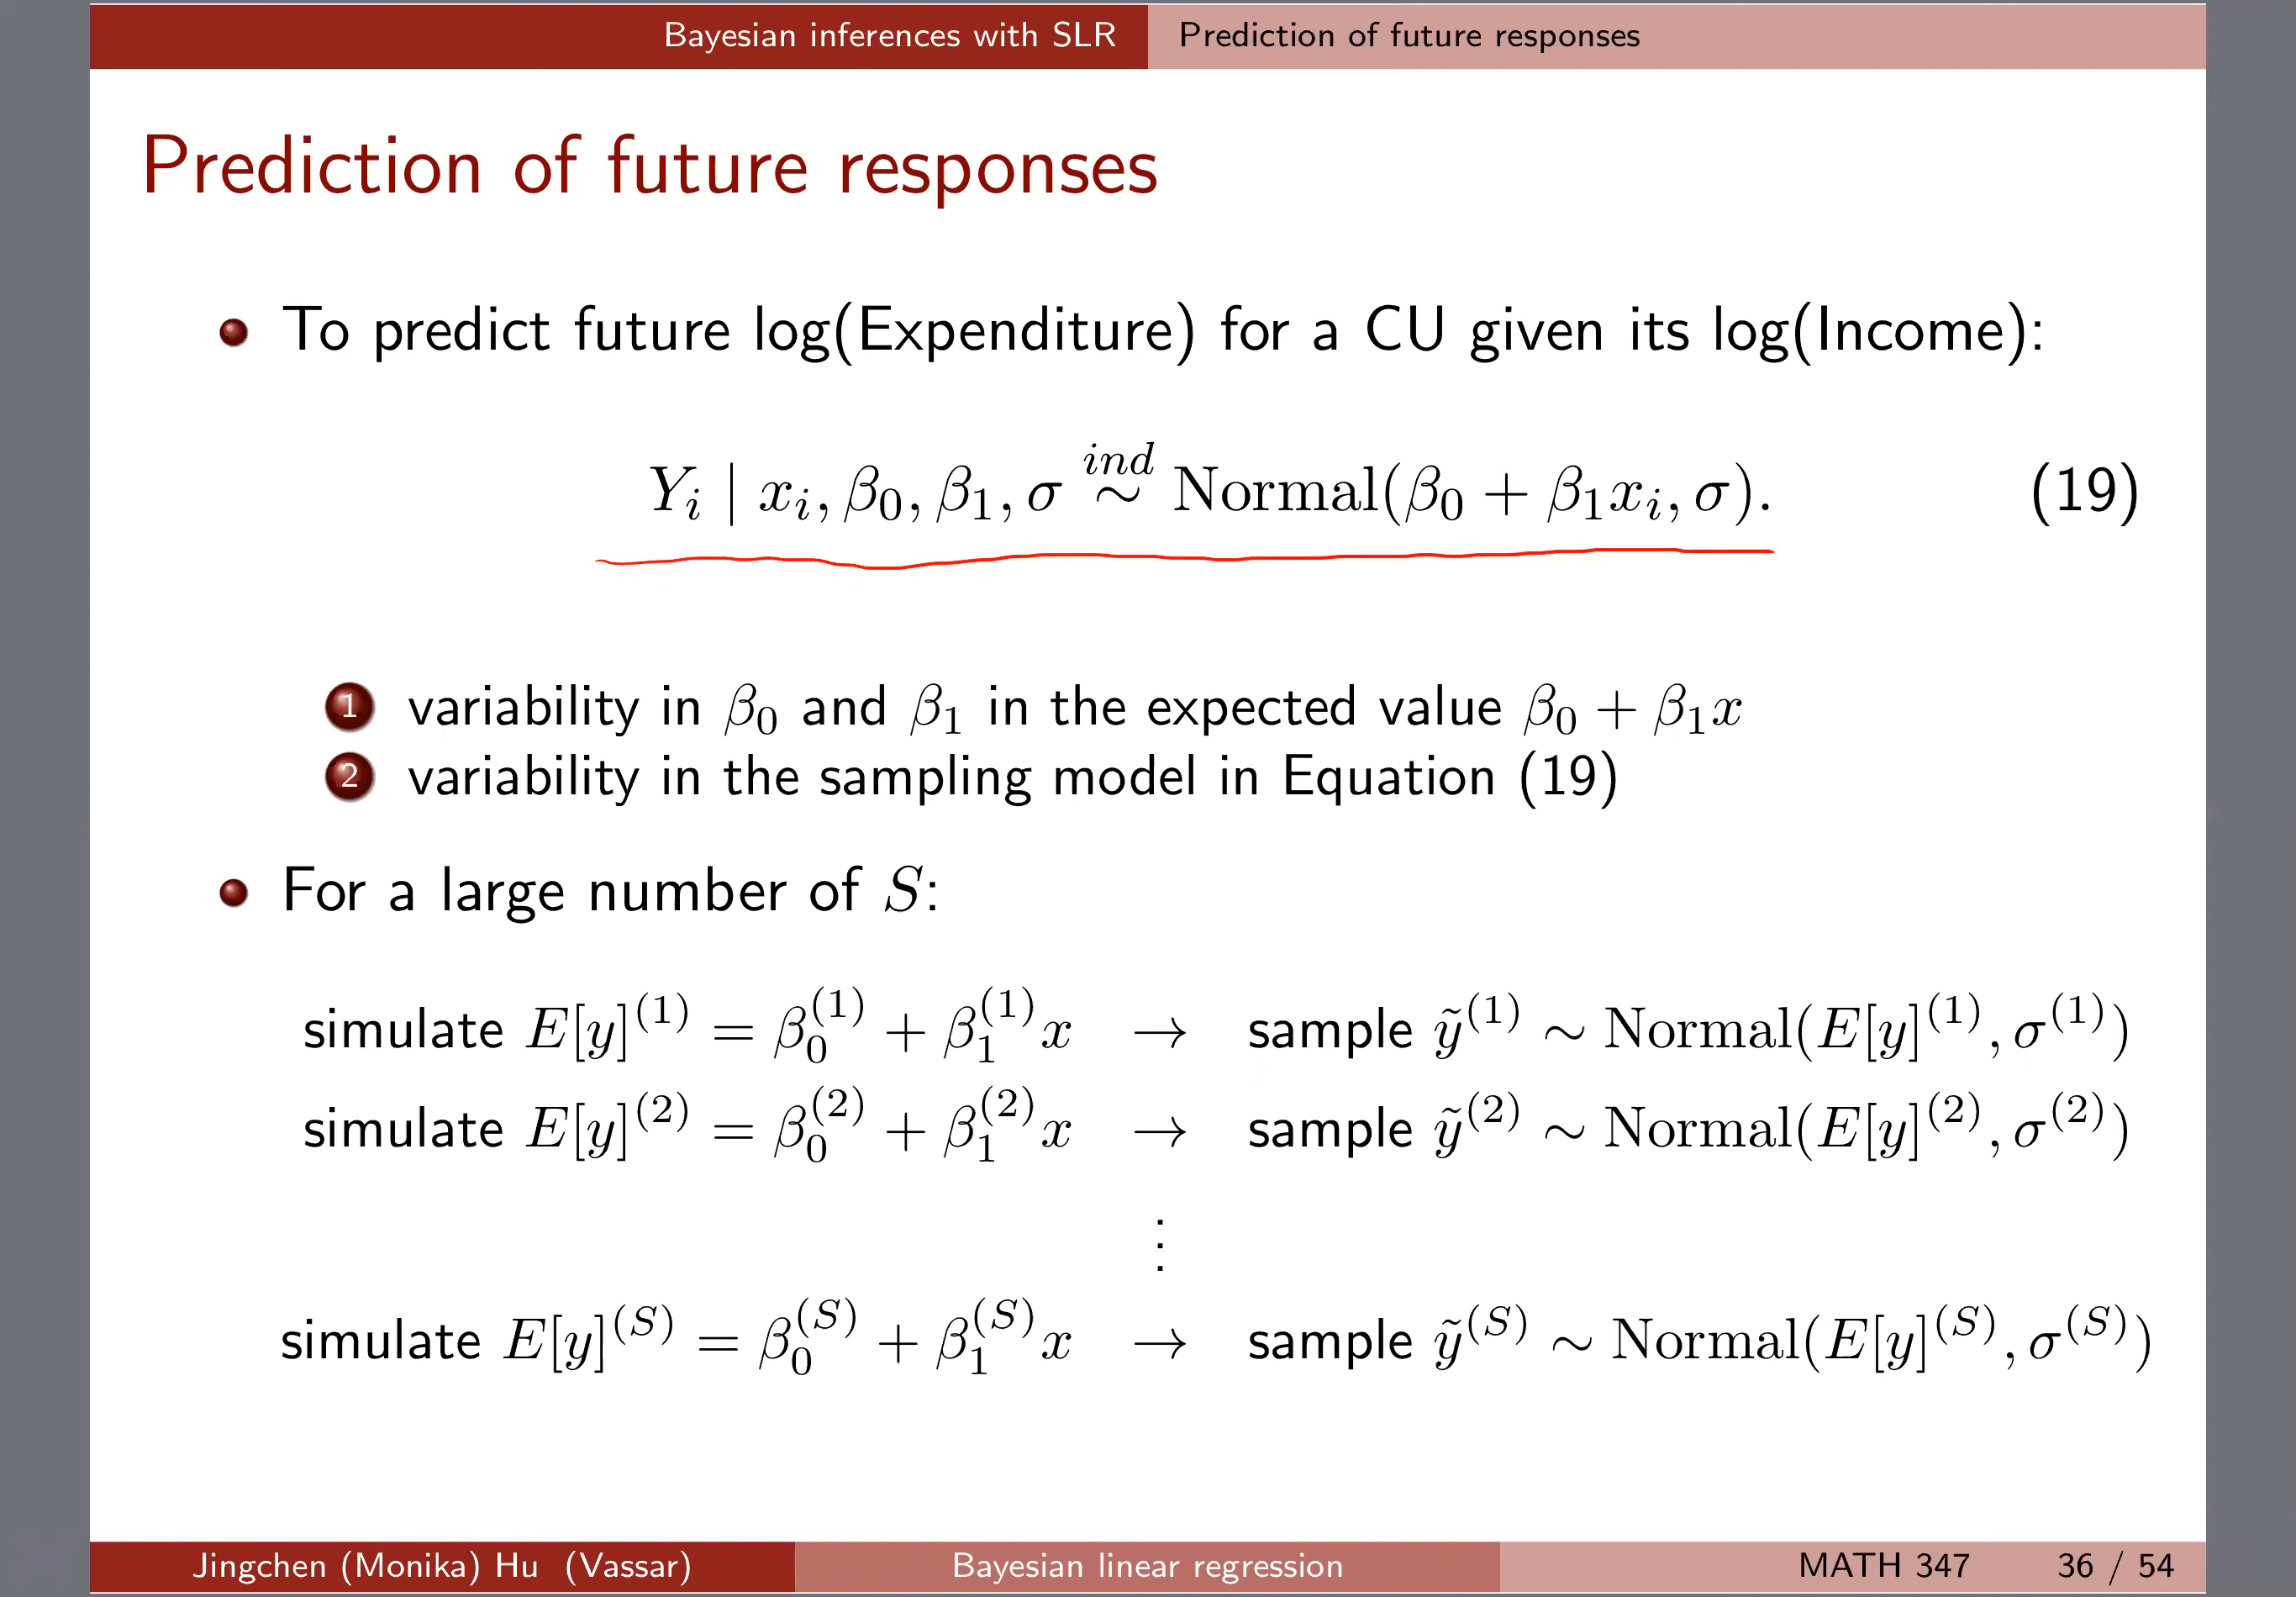 Bayesian inferences with SLR Prediction of future responses
Prediction of future responses
To predict future log(Expenditure) for a CU given its log(Income):
Y_i | x_i, β_0, β_1, σ ~^{ind} Normal(β_0 + β_1 x_i, σ). (19)
1 variability in β_0 and β_1 in the expected value β_0 + β_1 x
2 variability in the sampling model in Equation (19)
For a large number of S:
simulate E[y]^{(1)} = β_0^{(1)} + β_1^{(1)} x → sample ỹ^{(1)} ~ Normal(E[y]^{(1)}, σ^{(1)})
simulate E[y]^{(2)} = β_0^{(2)} + β_1^{(2)} x → sample ỹ^{(2)} ~ Normal(E[y]^{(2)}, σ^{(2)})
⋮
simulate E[y]^{(S)} = β_0^{(S)} + β_1^{(S)} x → sample ỹ^{(S)} ~ Normal(E[y]^{(S)}, σ^{(S)})
Jingchen (Monika) Hu (Vassar) Bayesian linear regression MATH 347 36 / 54